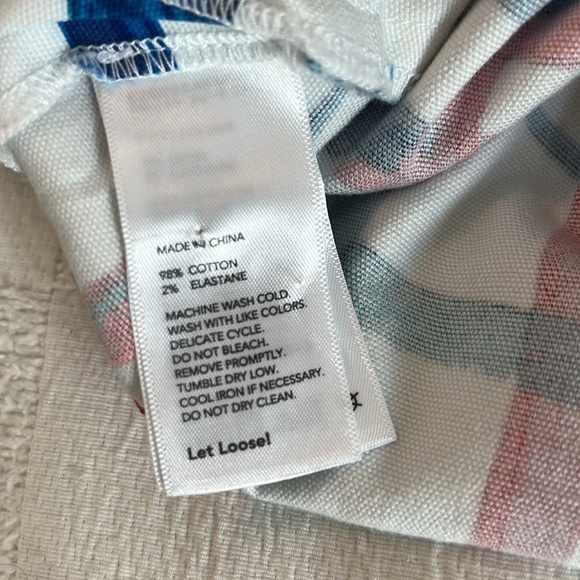 MADE IN CHINA
98% COTTON
2% ELASTANE
MACHINE WASH COLD.
WASH WITH LIKE COLORS.
DELICATE CYCLE.
DO NOT BLEACH.
REMOVE PROMPTLY.
TUMBLE DRY LOW.
COOL IRON IF NECESSARY.
DO NOT DRY CLEAN.
Let Loose!